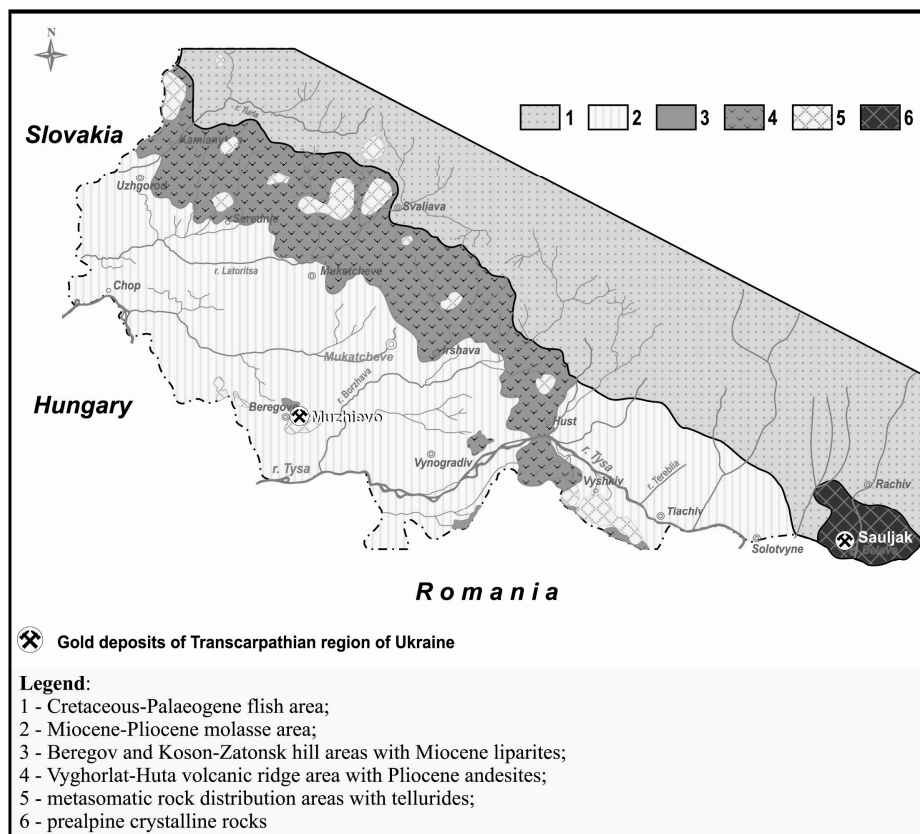 N
Slovakia
r. Turia
Kamianytsia
1 2 3 4 5 6
Uzhgorod
Serednie
Svaliava
r. Latoritsa
Mukatcheve
Chop
Mukatcheve
Irshava
r. Borzhava
Hungary
Beregovo
Muzhievo
Hust
r. Tysa
Vynogradiv
r. Tysa
Vyshkiv
r. Tereblia
Rachiv
Tiachiv
Solotvyne
Sauljak
Romania
Gold deposits of Transcarpathian region of Ukraine
Legend:
1 - Cretaceous-Palaeogene flish area;
2 - Miocene-Pliocene molasse area;
3 - Beregov and Koson-Zatonsk hill areas with Miocene liparites;
4 - Vyghorlat-Huta volcanic ridge area with Pliocene andesites;
5 - metasomatic rock distribution areas with tellurides;
6 - prealpine crystalline rocks